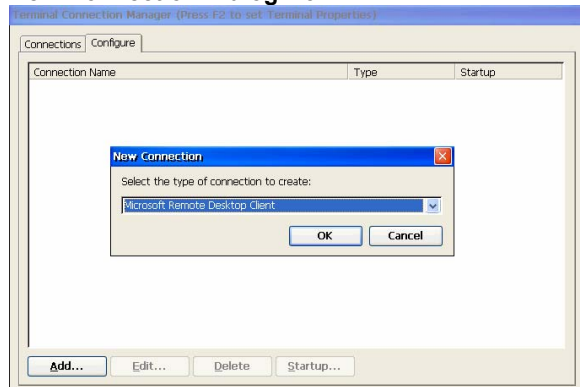 Terminal Connection Manager (Press F2 to set Terminal Properties)
Connections Configure
Connection Name Type Startup
New Connection
Select the type of connection to create:
Microsoft Remote Desktop Client
OK Cancel
Add... Edit... Delete Startup...